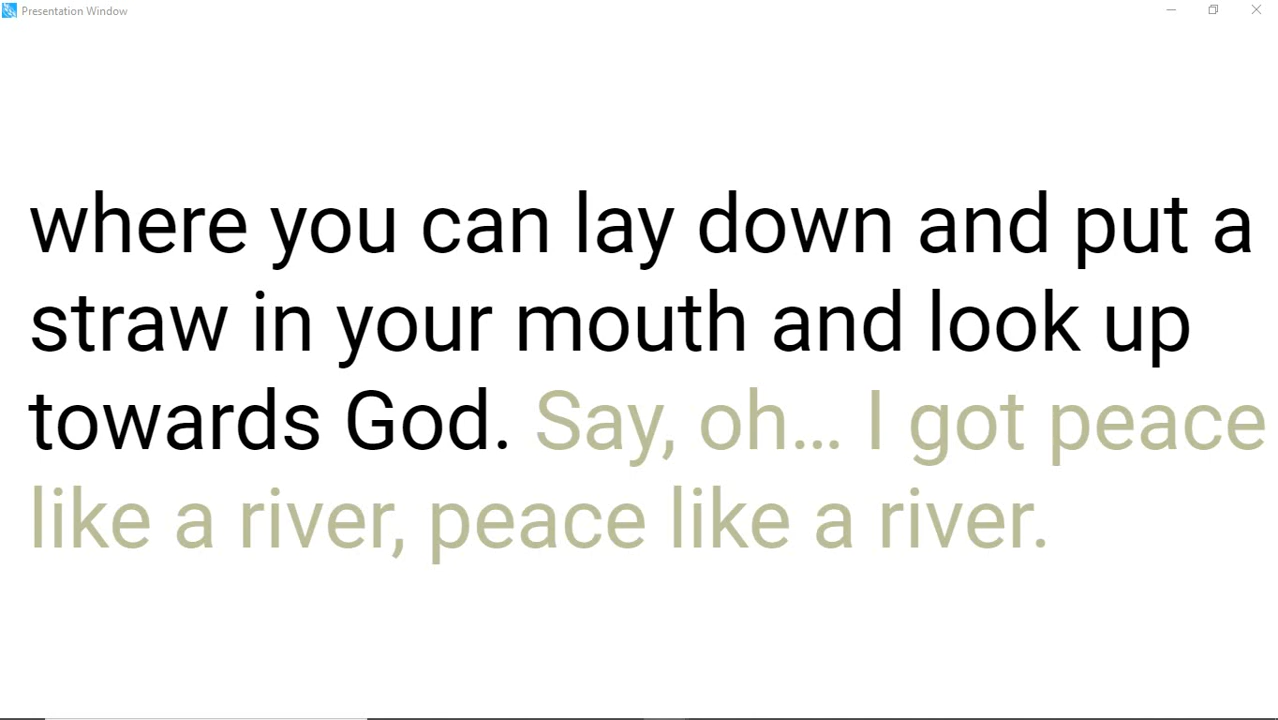 Presentation Window
where you can lay down and put a
straw in your mouth and look up
towards God. Say, oh... I got peace
like a river, peace like a river.